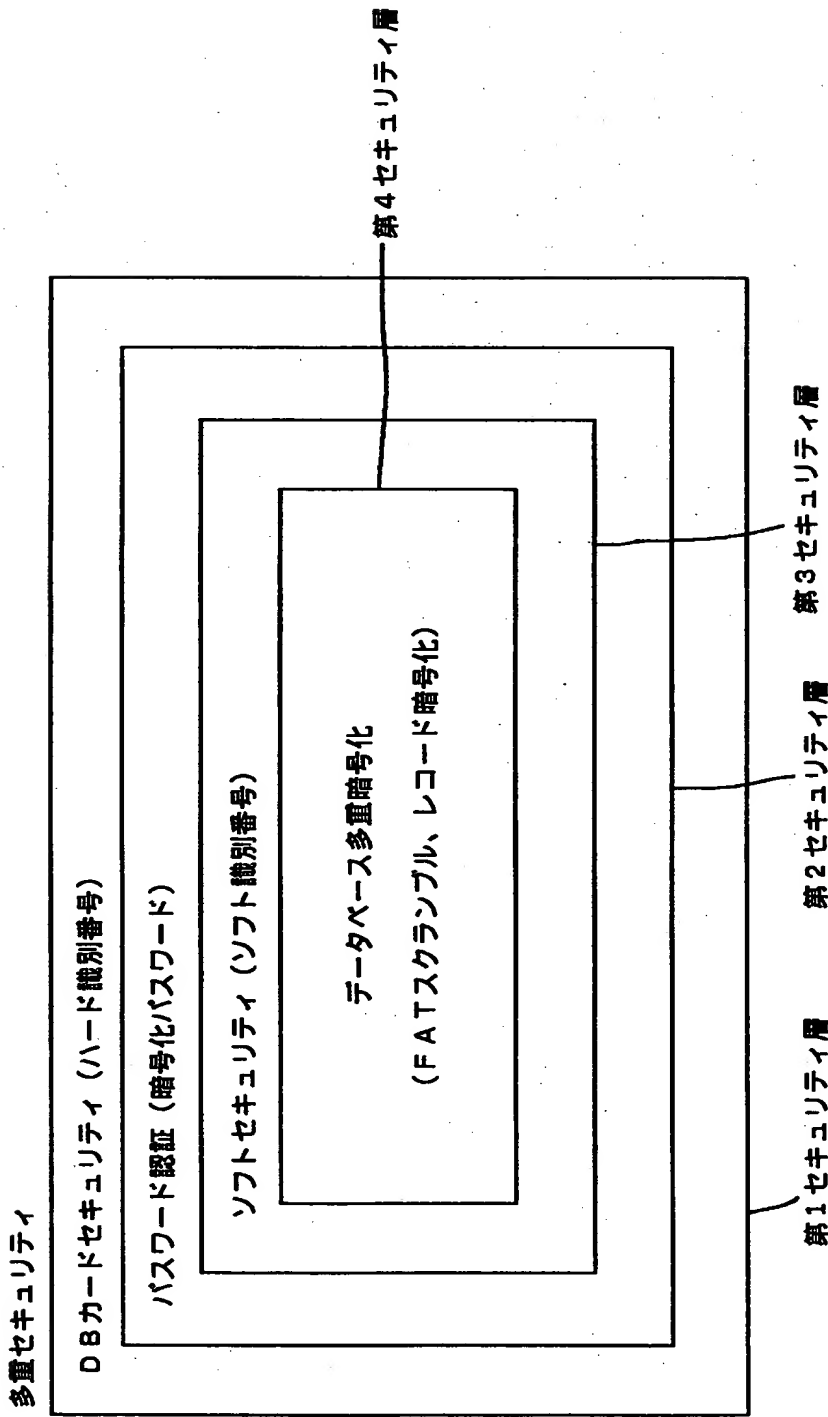 多重セキュリティ
DBカードセキュリティ（ハード識別番号）
パスワード認証（暗号化パスワード）
ソフトセキュリティ（ソフト識別番号）
データベース多重暗号化
（FATスクランブル、レコード暗号化）
第4セキュリティ層
第1セキュリティ層
第2セキュリティ層
第3セキュリティ層